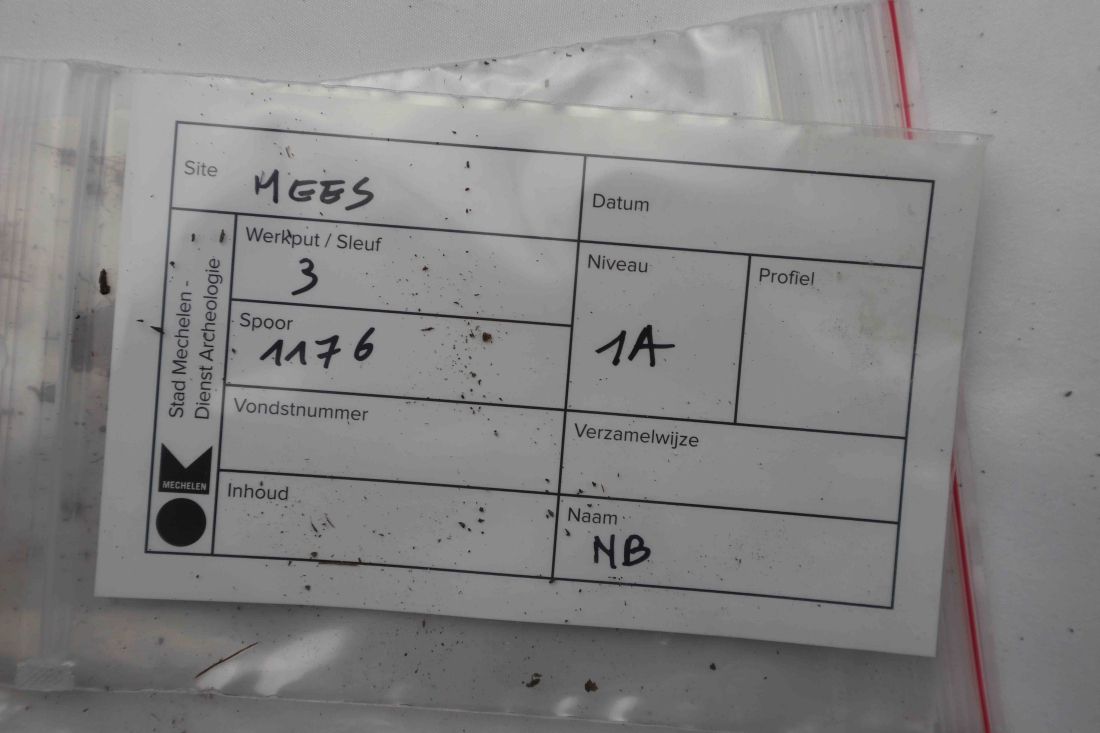 Site MEES
Datum
Stad Mechelen -
Dienst Archeologie
MECHELEN
Werkput / Sleuf
3
Niveau
1A
Profiel
Spoor
1176
Vondstnummer
Verzamelwijze
Inhoud
Naam
NB